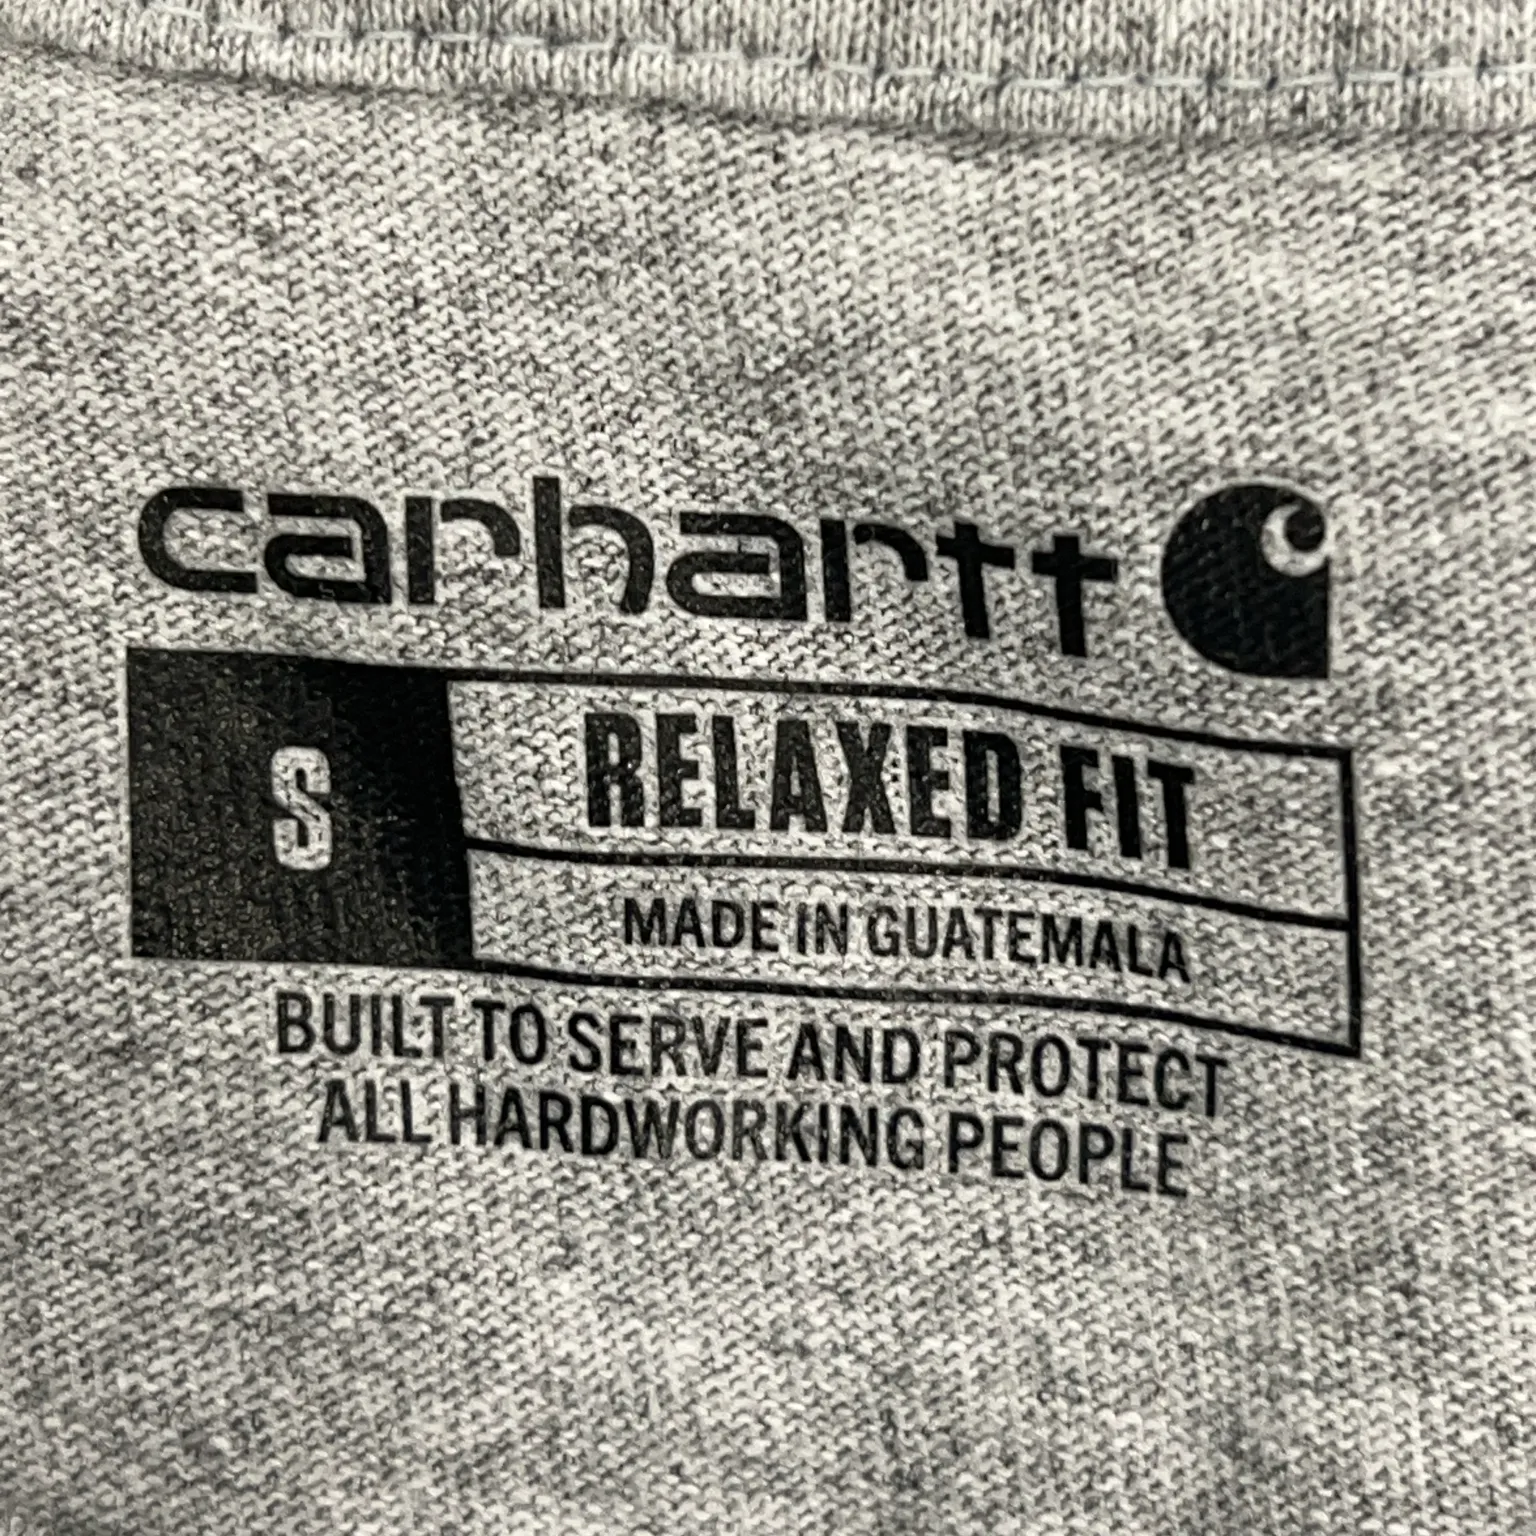 carhartt
S
RELAXED FIT
MADE IN GUATEMALA
BUILT TO SERVE AND PROTECT
ALL HARDWORKING PEOPLE